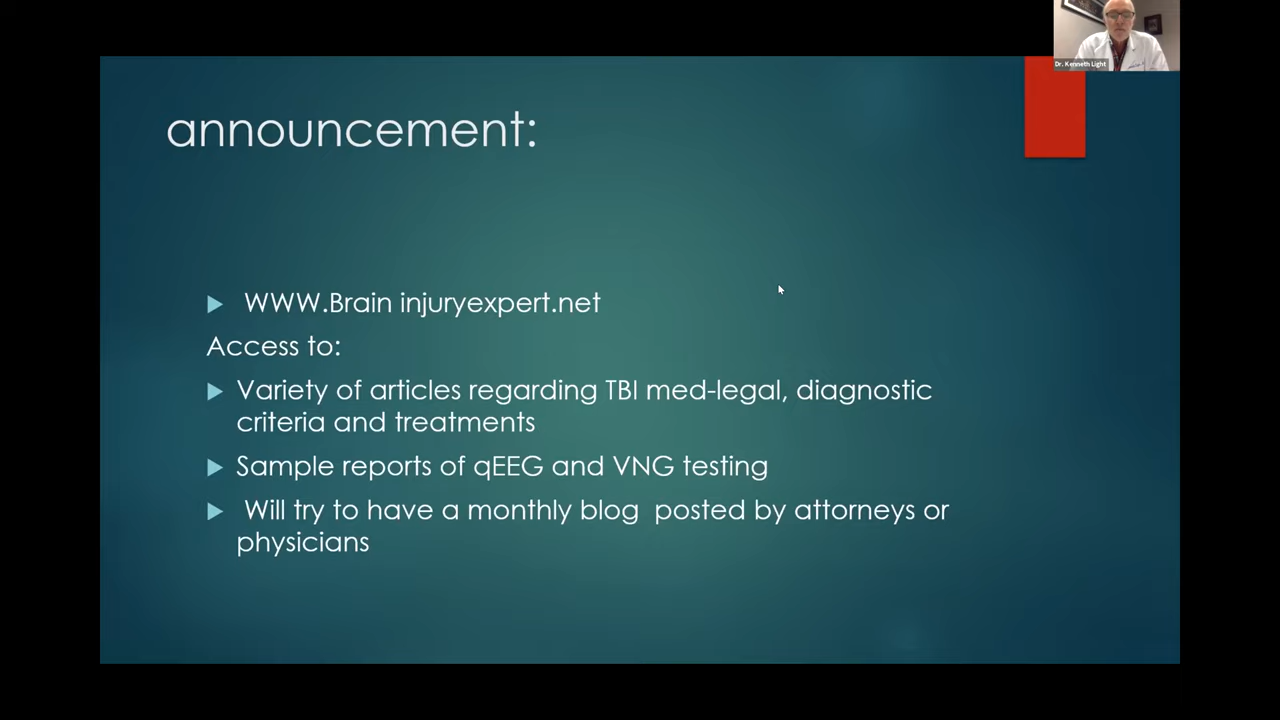 Dr. Kenneth Light
announcement:
WWW.Brain injuryexpert.net
Access to:
Variety of articles regarding TBI med-legal, diagnostic
criteria and treatments
Sample reports of qEEG and VNG testing
Will try to have a monthly blog  posted by attorneys or
physicians